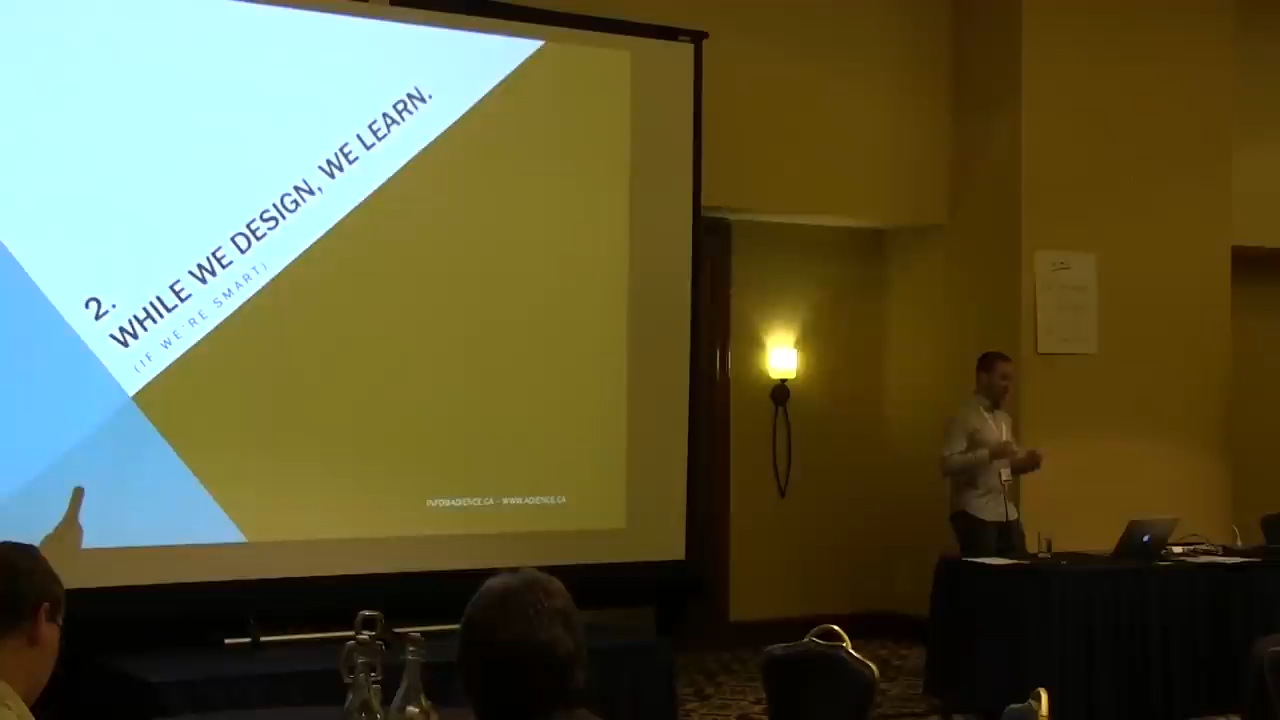 2.
WHILE WE DESIGN, WE LEARN.
(IF WE'RE SMART)
INFO@ADIENCE.CA - WWW.ADIENCE.CA